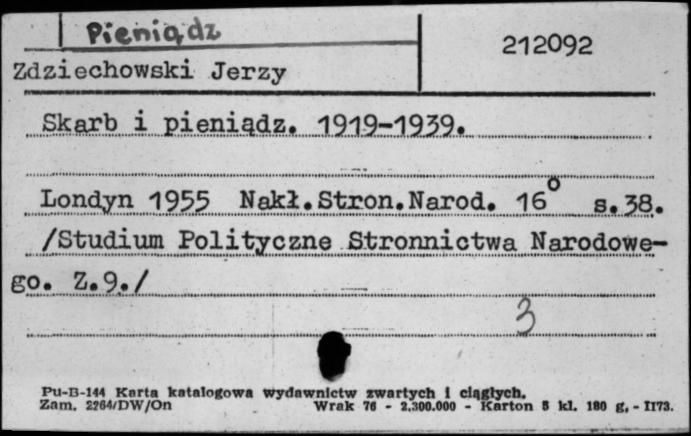 Pieniądz
212092
Zdziechowski Jerzy
Skarb i pieniądz. 1919-1939.
Londyn 1955 Nakł.Stron.Narod. 16° s.38.
/Studium Polityczne Stronnictwa Narodowe-
go. Z.9./
3
Pu-B-144 Karta katalogowa wydawnictw zwartych i ciągłych.
Zam. 2264/DW/On Wrak 76 - 2.300.000 - Karton 5 kl. 180 g. - II73.